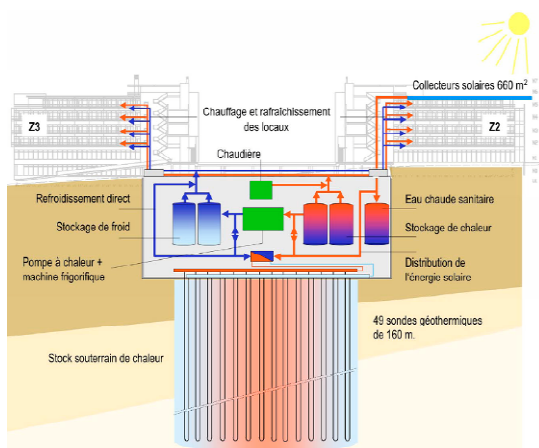 Collecteurs solaires 660 m²
Chauffage et rafraîchissement
des locaux
Z3
Z2
Chaudière
Refroidissement direct
Eau chaude sanitaire
Stockage de froid
Stockage de chaleur
Pompe à chaleur +
machine frigorifique
Distribution de
l'énergie solaire
49 sondes géothermiques
de 160 m.
Stock souterrain de chaleur